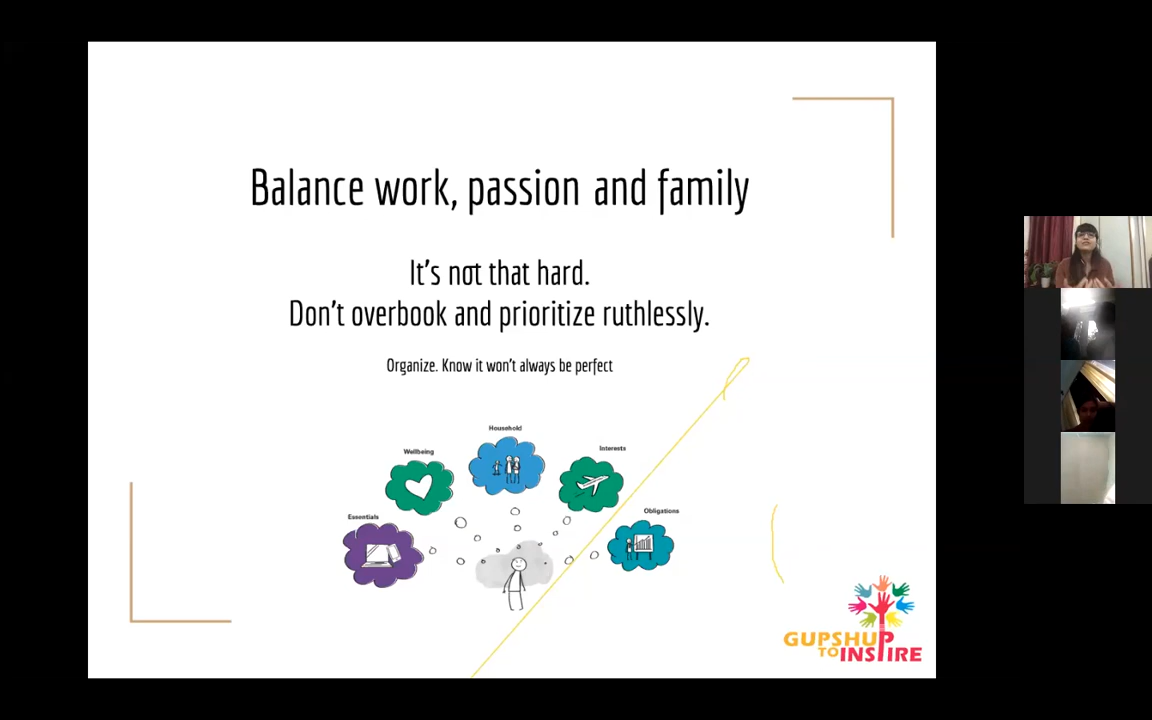 Balance work, passion and family
It's not that hard.
Don't overbook and prioritize ruthlessly.
Organize. Know it won't always be perfect
Household
Wellbeing
Interests
Essentials
Obligations
GUPSHUP
TO INSPIRE